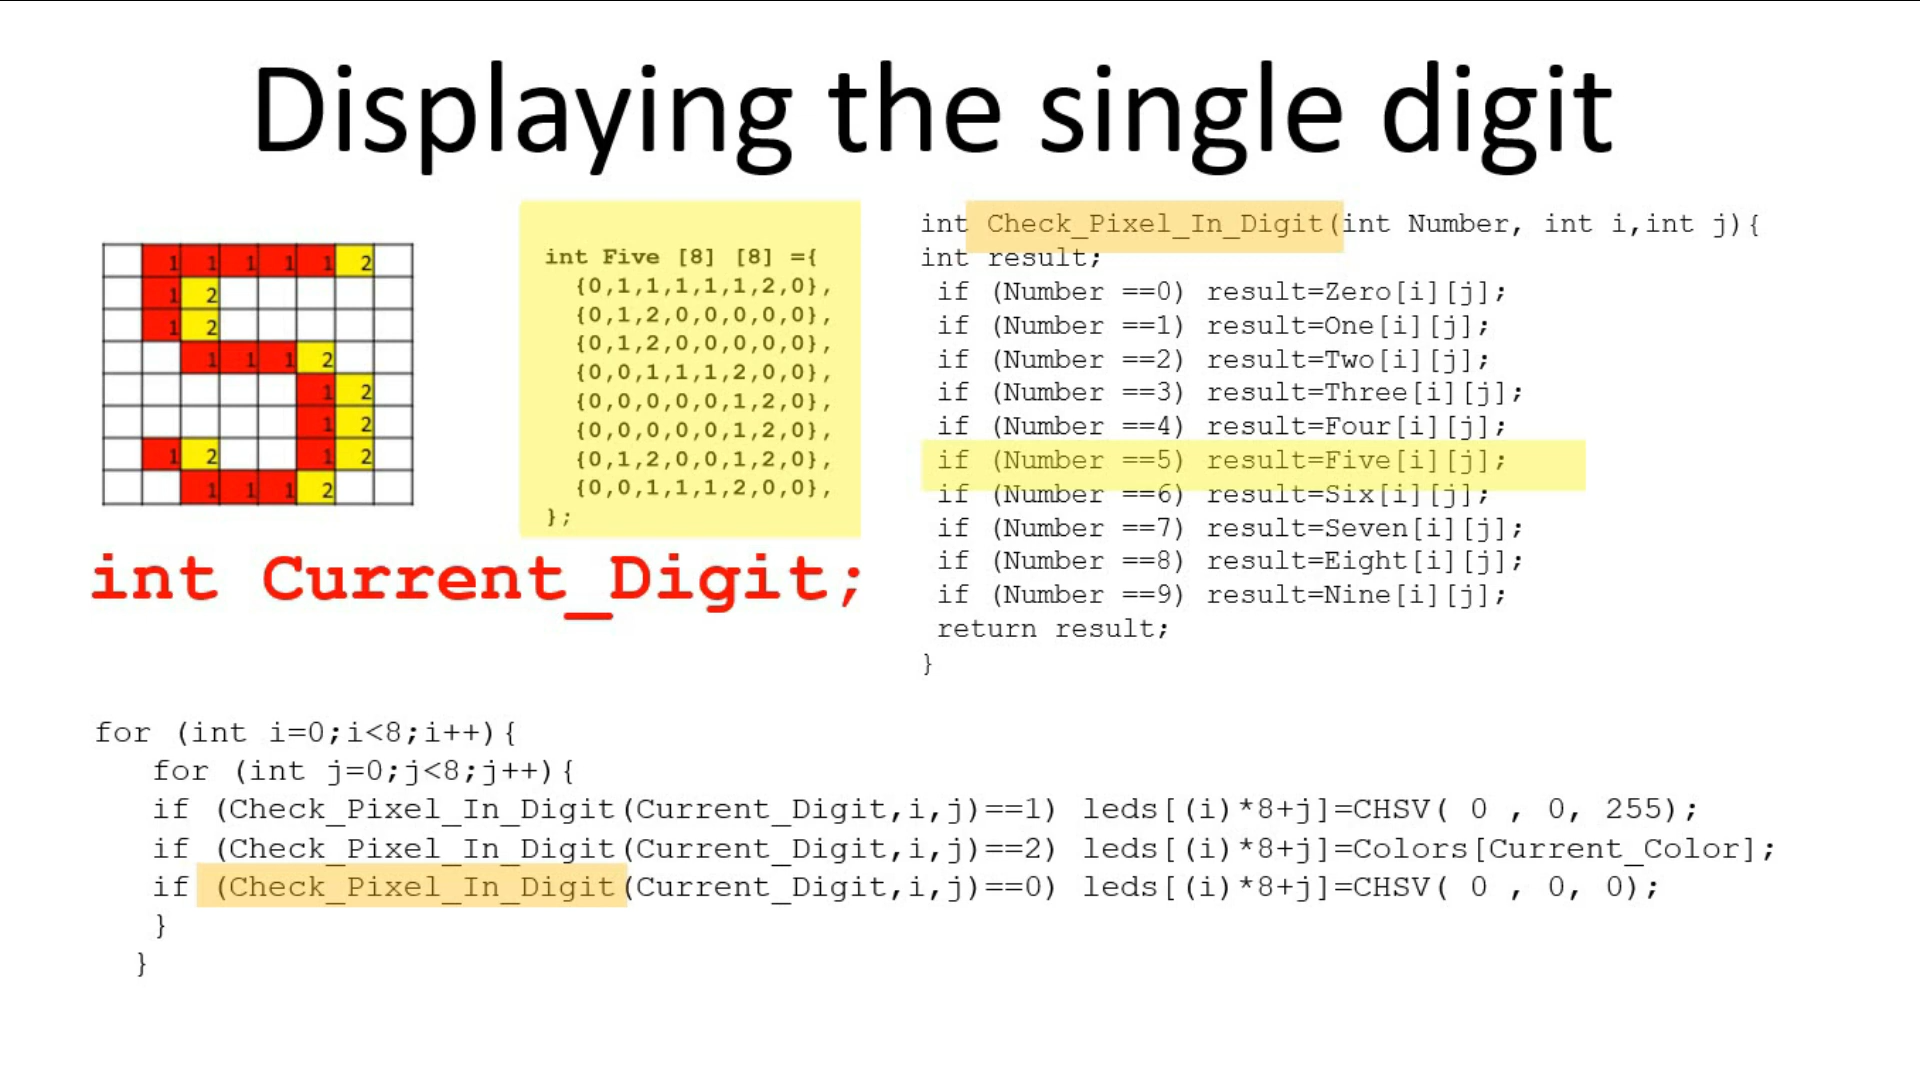 Displaying the single digit
1 1 1 1 1 2
1 2
1 2
1 1 1 2
1 2
1 2
1 2 1 2
1 1 1 2
int Five [8] [8] ={
{0,1,1,1,1,1,2,0},
{0,1,2,0,0,0,0,0},
{0,1,2,0,0,0,0,0},
{0,0,1,1,1,2,0,0},
{0,0,0,0,0,1,2,0},
{0,0,0,0,0,1,2,0},
{0,1,2,0,0,1,2,0},
{0,0,1,1,1,2,0,0},
};
int Current_Digit;
int Check_Pixel_In_Digit(int Number, int i,int j){
int result;
if (Number ==0) result=Zero[i][j];
if (Number ==1) result=One[i][j];
if (Number ==2) result=Two[i][j];
if (Number ==3) result=Three[i][j];
if (Number ==4) result=Four[i][j];
if (Number ==5) result=Five[i][j];
if (Number ==6) result=Six[i][j];
if (Number ==7) result=Seven[i][j];
if (Number ==8) result=Eight[i][j];
if (Number ==9) result=Nine[i][j];
return result;
}
for (int i=0;i<8;i++){
for (int j=0;j<8;j++){
if (Check_Pixel_In_Digit(Current_Digit,i,j)==1) leds[(i)*8+j]=CHSV( 0 , 0, 255);
if (Check_Pixel_In_Digit(Current_Digit,i,j)==2) leds[(i)*8+j]=Colors[Current_Color];
if (Check_Pixel_In_Digit(Current_Digit,i,j)==0) leds[(i)*8+j]=CHSV( 0 , 0, 0);
}
}